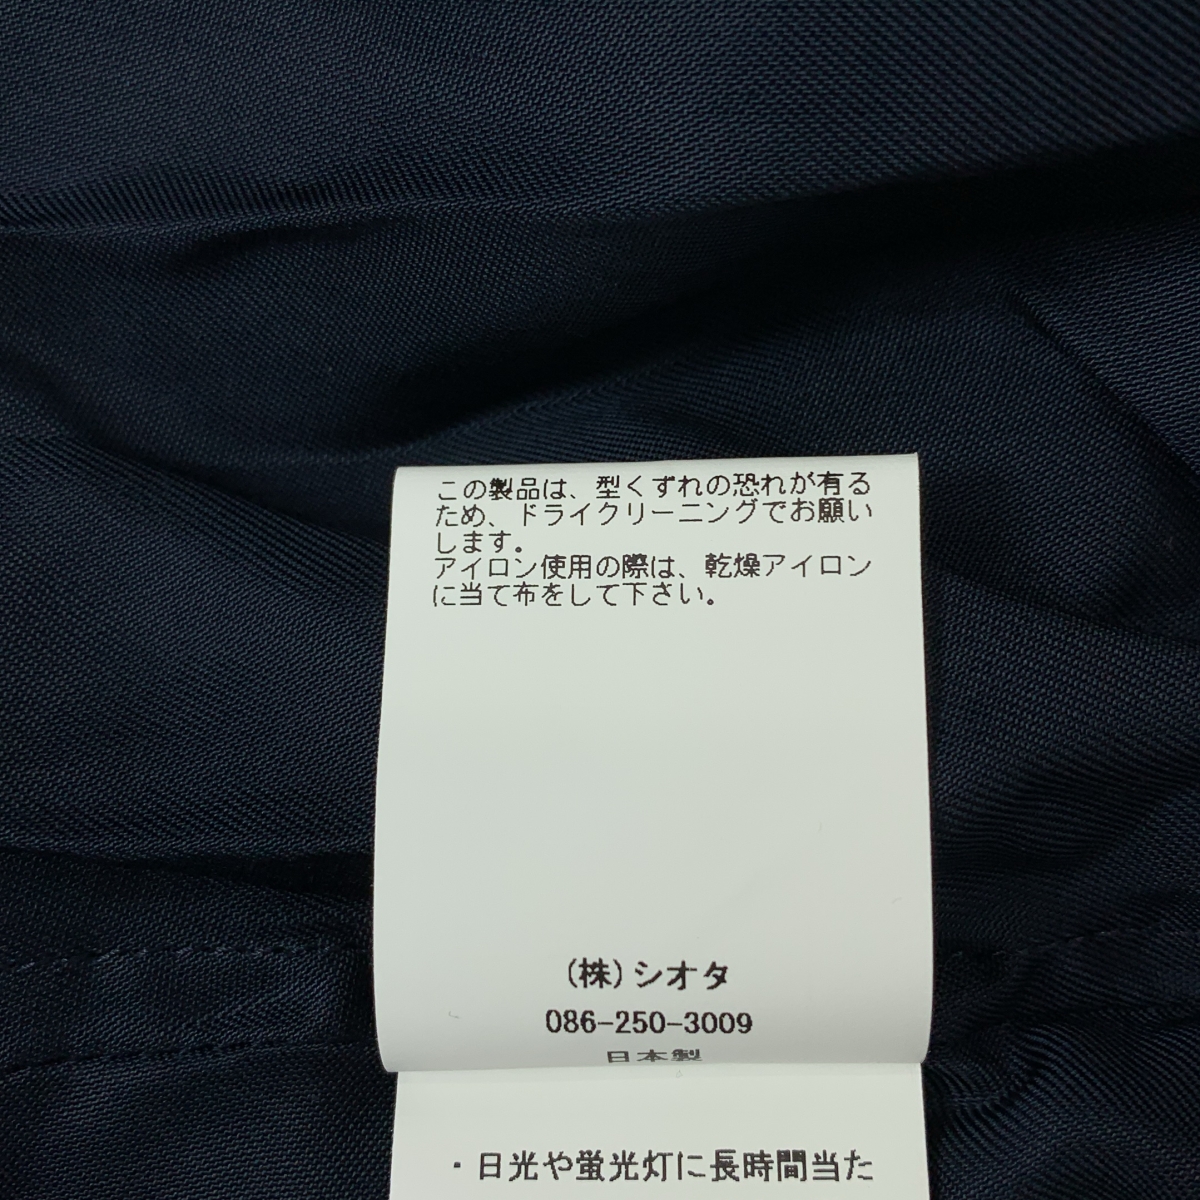 この製品は、型くずれの恐れが有る
ため、ドライクリーニングでお願い
します。
アイロン使用の際は、乾燥アイロン
に当て布をして下さい。
(株)シオタ
086-250-3009
日本製
・日光や蛍光灯に長時間当た